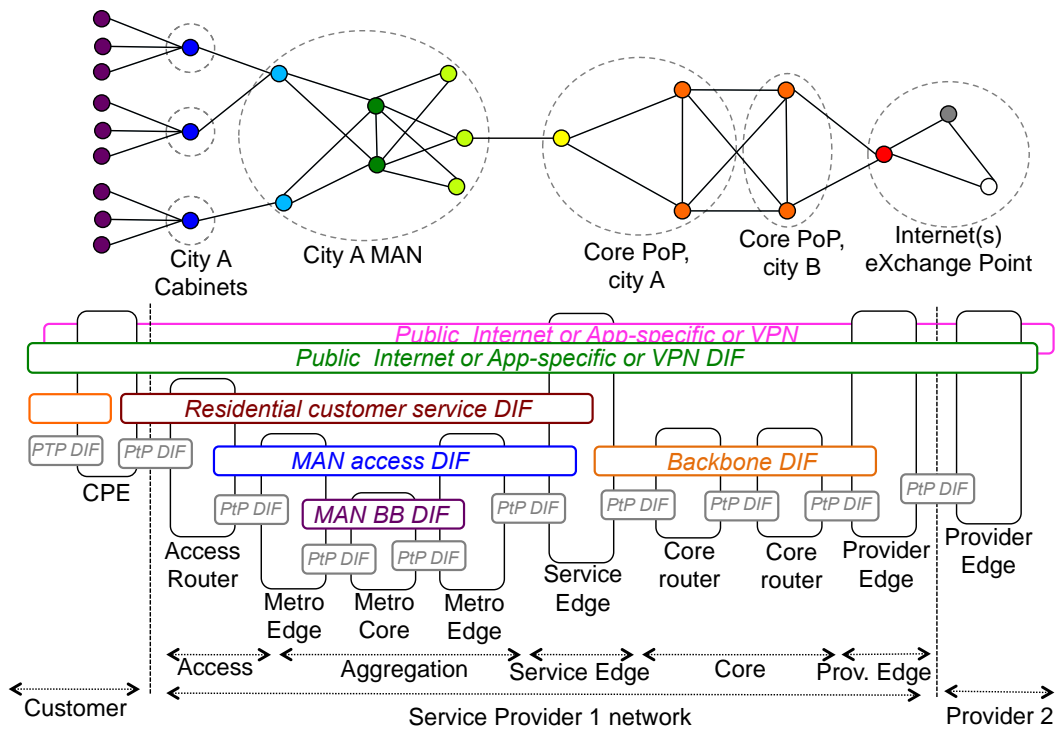 City A
Cabinets
City A MAN
Core PoP,
city A
Core PoP,
city B
Internet(s)
eXchange Point
Public Internet or App-specific or VPN
Public Internet or App-specific or VPN DIF
Residential customer service DIF
PTP DIF
PtP DIF
MAN access DIF
Backbone DIF
CPE
PtP DIF
MAN BB DIF
PtP DIF
PtP DIF
PtP DIF
PtP DIF
PtP DIF
PtP DIF
PtP DIF
Access
Router
Service
Edge
Core
router
Core
router
Provider
Edge
Provider
Edge
Metro
Edge
Metro
Core
Metro
Edge
Access
Aggregation
Service Edge
Core
Prov. Edge
Customer
Service Provider 1 network
Provider 2